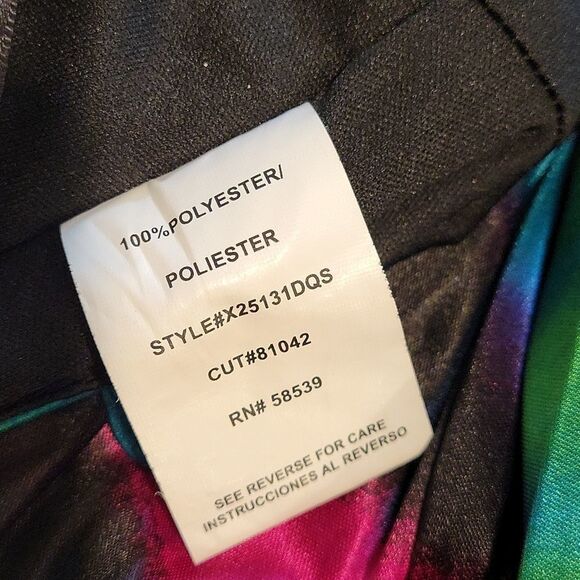 100%POLYESTER/
POLIESTER
STYLE#X25131DQS
CUT#81042
RN# 58539
SEE REVERSE FOR CARE
INSTRUCCIONES AL REVERSO